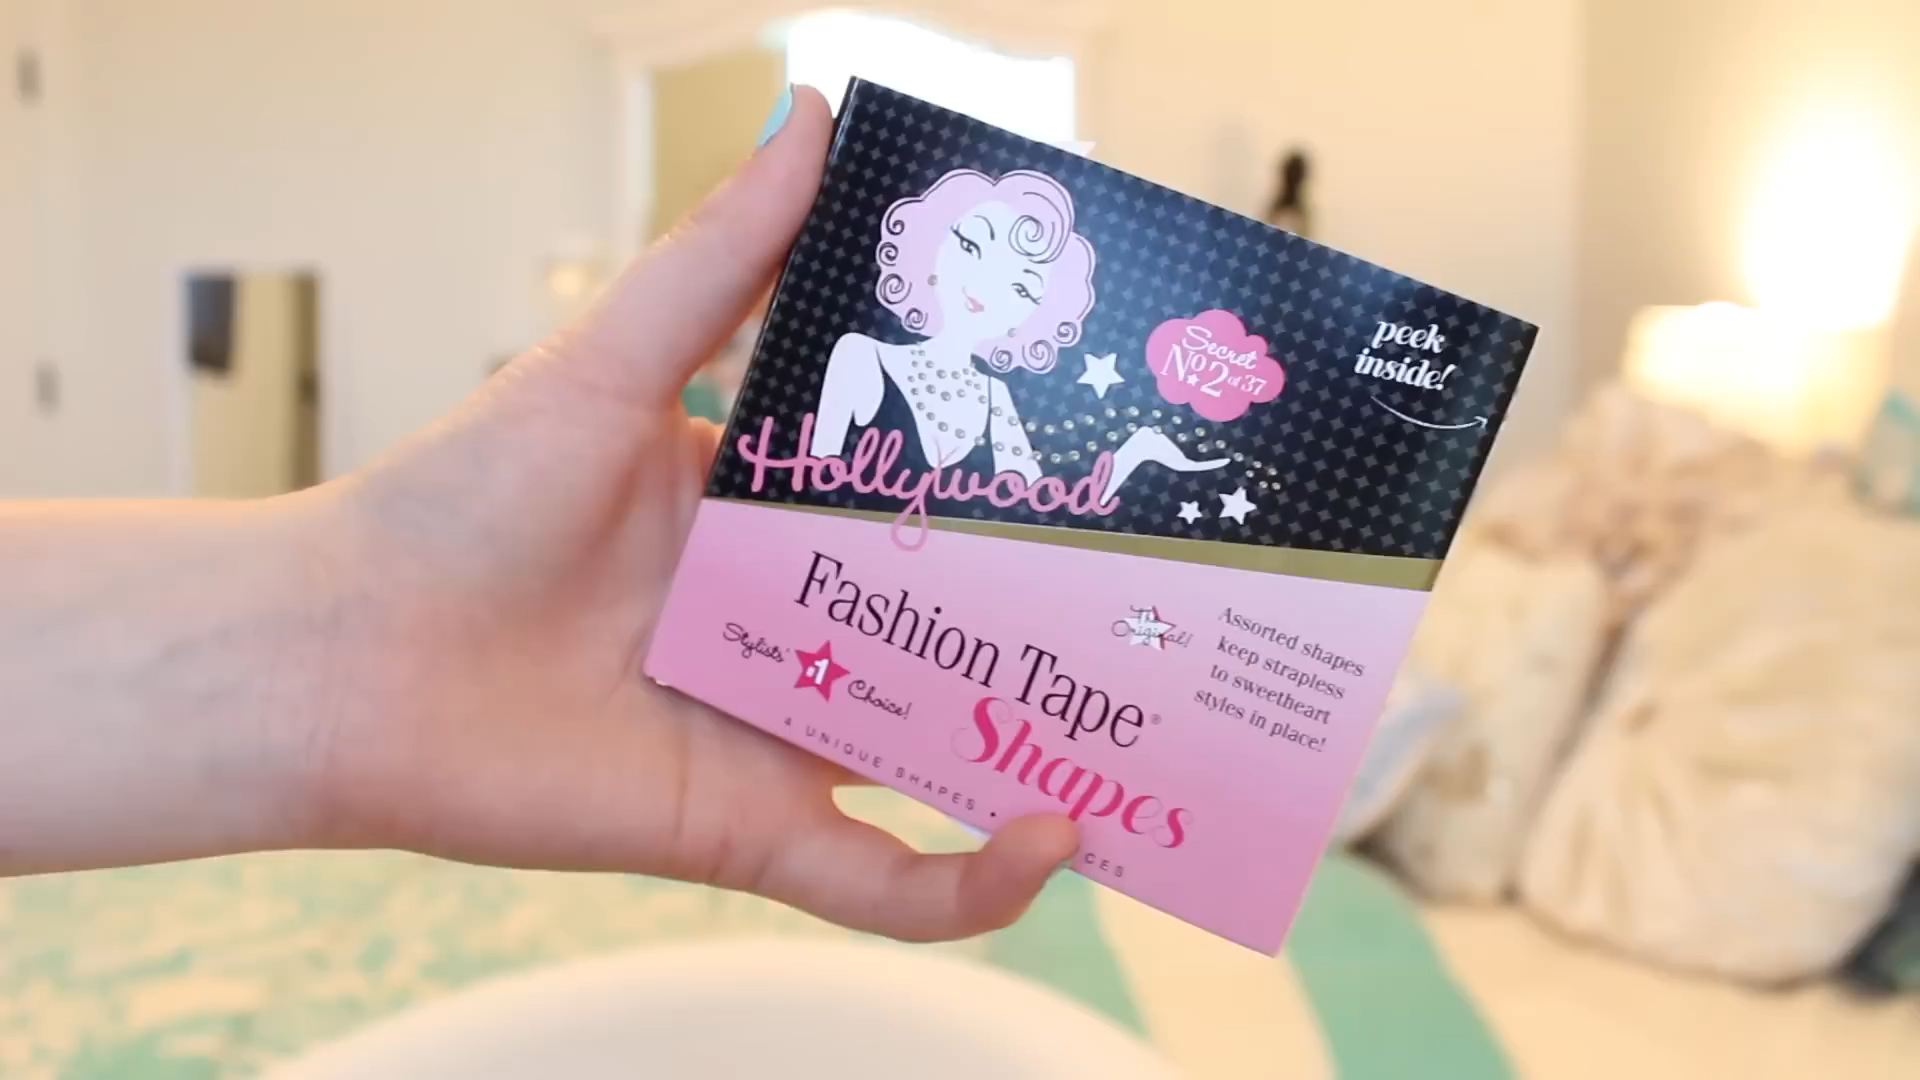 peek
inside!
Secret
No 2 of 37
Hollywood
Fashion Tape®
Shapes
The
Original!
Assorted shapes
keep strapless
to sweetheart
styles in place!
Stylists' #1 Choice!
4 UNIQUE SHAPES •